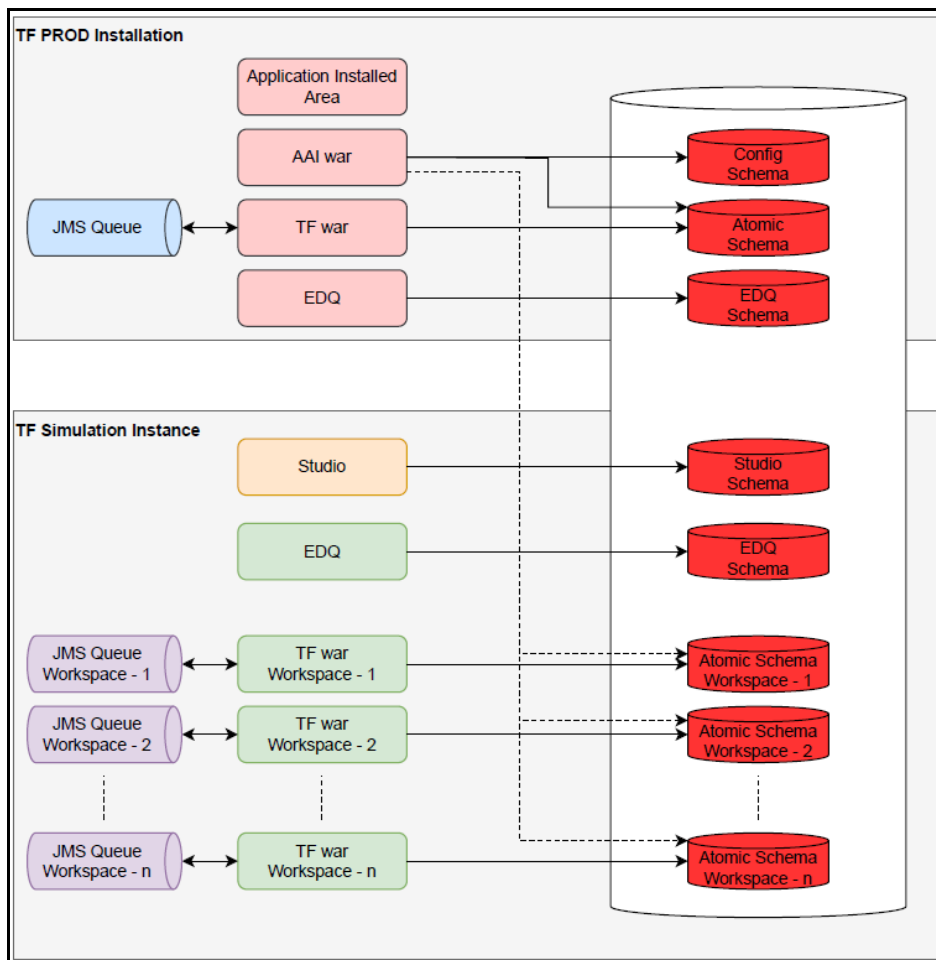 TF PROD Installation
Application Installed
Area
AAI war
Config
Schema
JMS Queue
TF war
Atomic
Schema
EDQ
EDQ
Schema
TF Simulation Instance
Studio
Studio
Schema
EDQ
EDQ
Schema
JMS Queue
Workspace - 1
TF war
Workspace - 1
Atomic Schema
Workspace - 1
JMS Queue
Workspace - 2
TF war
Workspace - 2
Atomic Schema
Workspace - 2
JMS Queue
Workspace - n
TF war
Workspace - n
Atomic Schema
Workspace - n